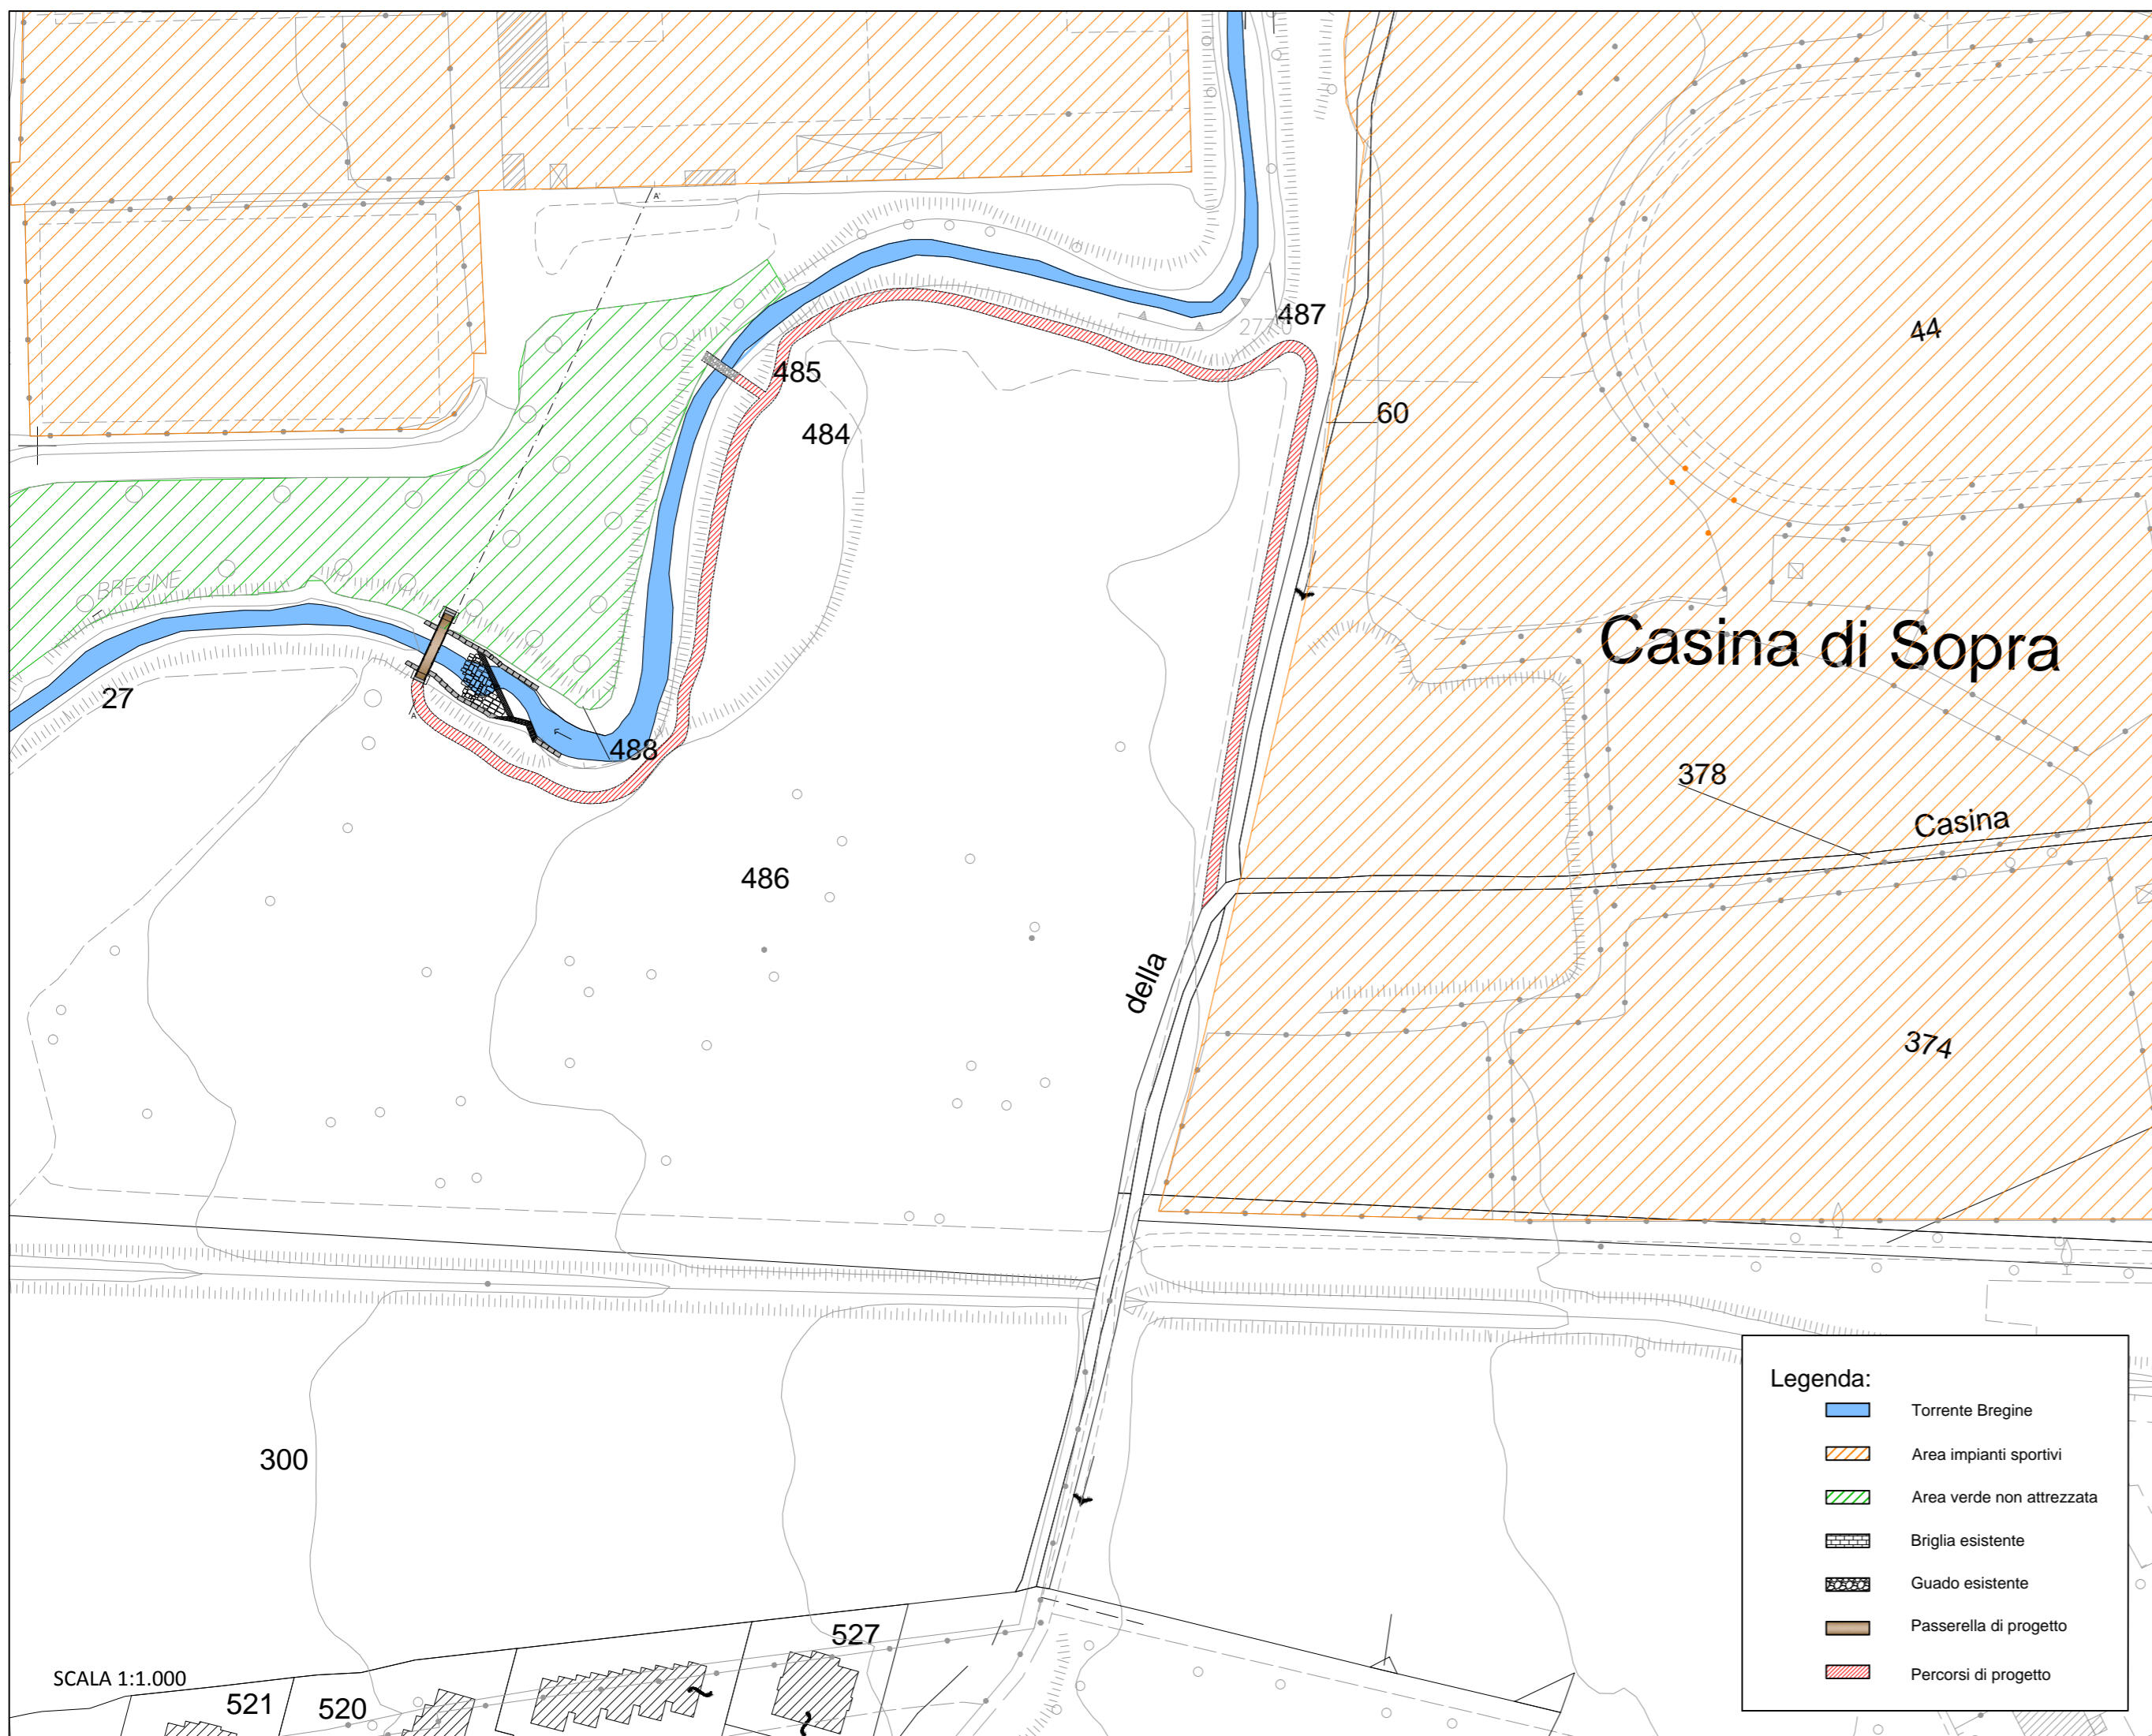 A'
277.0
487
44
485
60
484
BREGINE
Casina di Sopra
27
A
488
378
Casina
486
della
374
300
527
SCALA 1:1.000
521
520
Legenda:
Torrente Bregine
Area impianti sportivi
Area verde non attrezzata
Briglia esistente
Guado esistente
Passerella di progetto
Percorsi di progetto